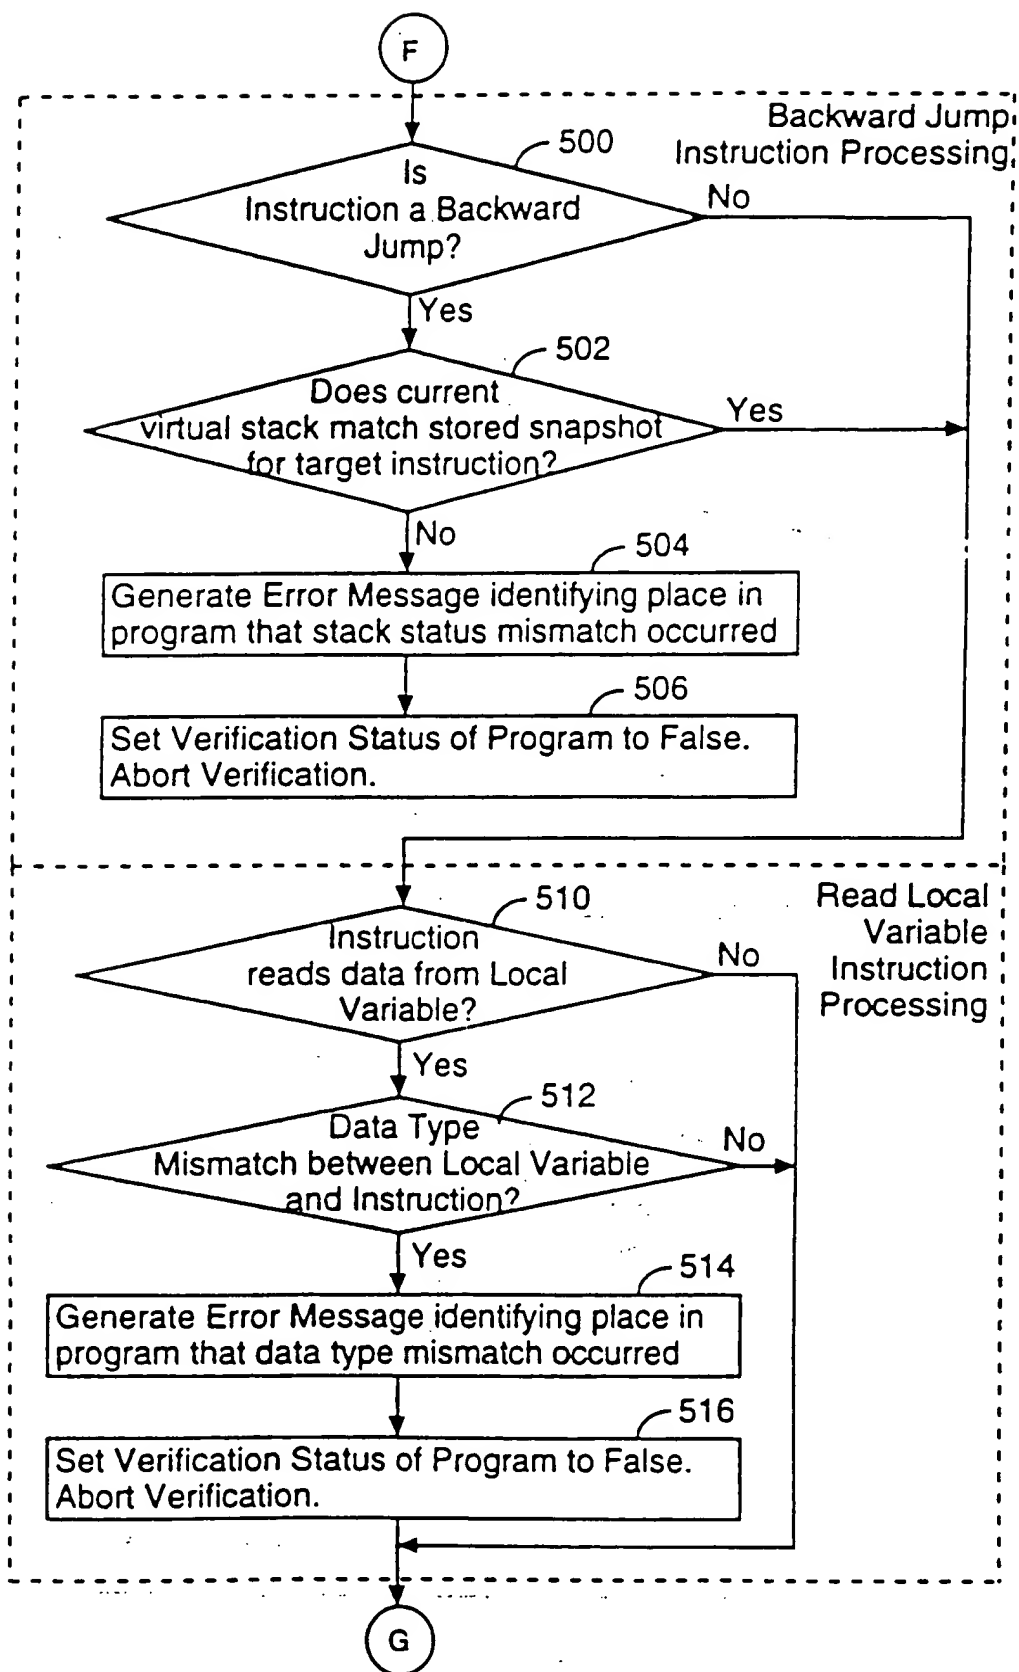 F
Backward Jump
Instruction Processing
500
Is
Instruction a Backward
Jump?
No
Yes
502
Does current
virtual stack match stored snapshot
for target instruction?
Yes
No
504
Generate Error Message identifying place in
program that stack status mismatch occurred
506
Set Verification Status of Program to False.
Abort Verification.
Read Local
Variable
Instruction
Processing
510
Instruction
reads data from Local
Variable?
No
Yes
512
Data Type
Mismatch between Local Variable
and Instruction?
No
Yes
514
Generate Error Message identifying place in
program that data type mismatch occurred
516
Set Verification Status of Program to False.
Abort Verification.
G